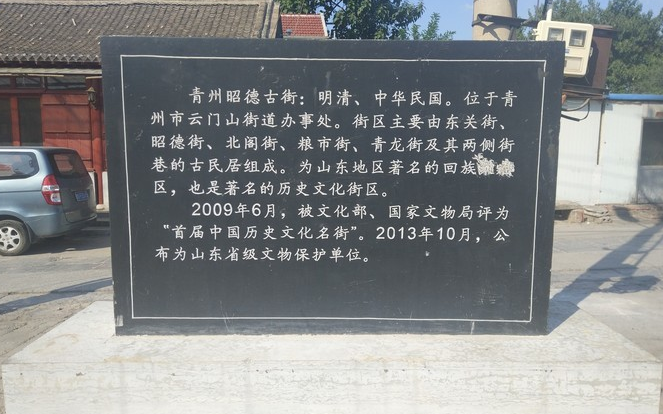 青州昭德古街：明清、中华民国。位于青
州市云门山街道办事处。街区主要由东关街、
昭德街、北阁街、粮市街、青龙街及其两侧街
巷的古民居组成。为山东地区著名的回族
区，也是著名的历史文化街区。
2009年6月，被文化部、国家文物局评为
“首届中国历史文化名街”。2013年10月，公
布为山东省级文物保护单位。